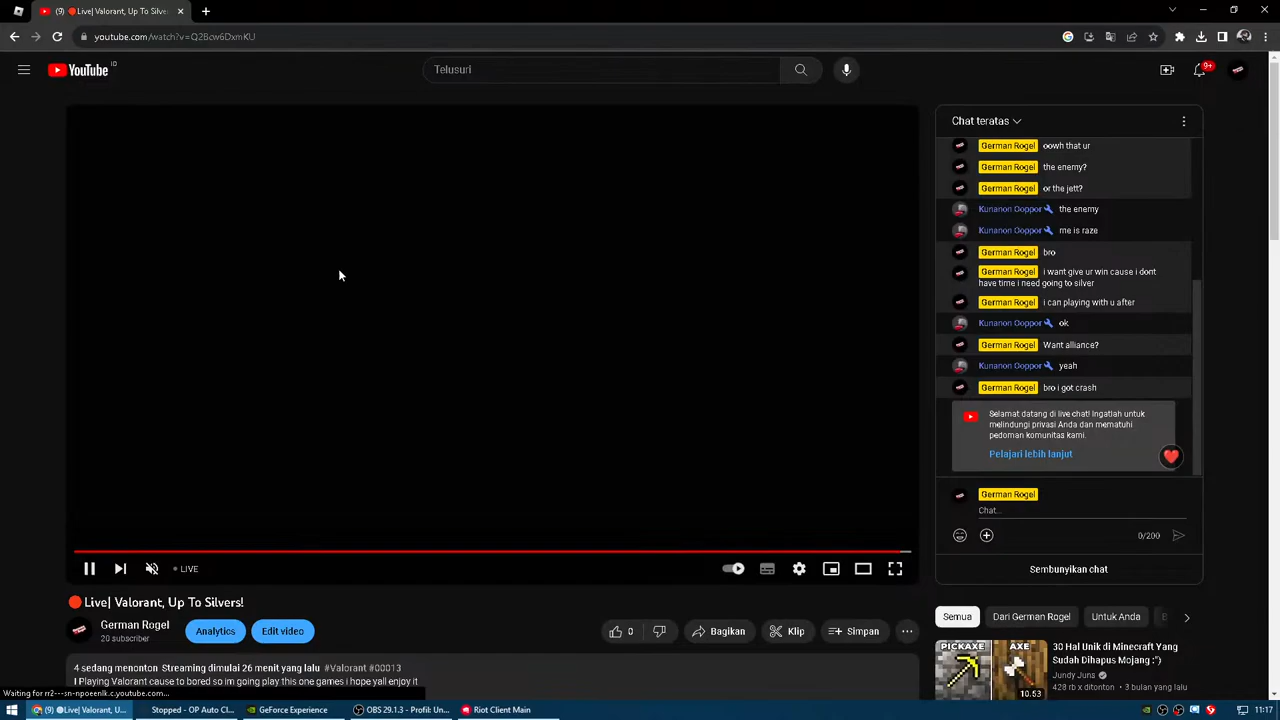 (9) 🔴Live| Valorant, Up To Silver
youtube.com/watch?v=Q2Bcw6DxmKU
YouTube ID
Telusuri
9+
Chat teratas
German Rogel oowh that ur
German Rogel the enemy?
German Rogel or the jett?
Kunanon Ooppor the enemy
Kunanon Ooppor me is raze
German Rogel bro
German Rogel i want give ur win cause i dont
have time i need going to silver
German Rogel i can playing with u after
Kunanon Ooppor ok
German Rogel Want alliance?
Kunanon Ooppor yeah
German Rogel bro i got crash
Selamat datang di live chat! Ingatlah untuk
melindungi privasi Anda dan mematuhi
pedoman komunitas kami.
Pelajari lebih lanjut
German Rogel
Chat...
0/200
Sembunyikan chat
LIVE
🔴Live| Valorant, Up To Silvers!
German Rogel
20 subscriber
Analytics
Edit video
0
Bagikan
Klip
Simpan
4 sedang menonton Streaming dimulai 26 menit yang lalu #Valorant #00013
I Playing Valorant cause to bored so im going play this one games i hope yall enjoy it
Semua
Dari German Rogel
Untuk Anda
PICKAXE
AXE
10.53
30 Hal Unik di Minecraft Yang
Sudah Dihapus Mojang :")
Jundy Juns
428 rb x ditonton • 3 bulan yang lalu
Waiting for rr2---sn-npoeenlk.c.youtube.com...
(9) 🔴Live| Valorant, U...
Stopped - OP Auto Cl...
GeForce Experience
OBS 29.1.3 - Profil: Un...
Riot Client Main
11:17